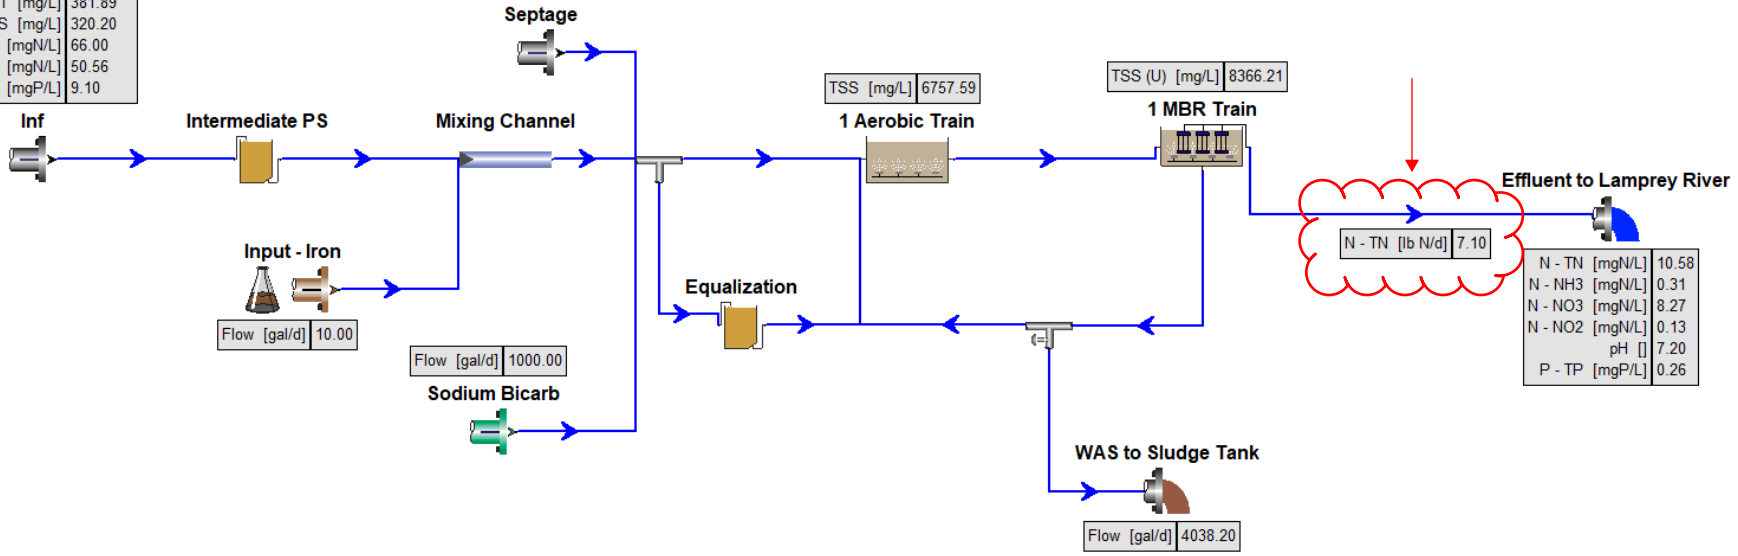 [mg/L] 381.89
S [mg/L] 320.20
[mgN/L] 66.00
[mgN/L] 50.56
[mgP/L] 9.10
Septage
TSS [mg/L] 6757.59
TSS (U) [mg/L] 8366.21
Inf
Intermediate PS
Mixing Channel
1 Aerobic Train
1 MBR Train
Effluent to Lamprey River
N - TN [lb N/d] 7.10
Input - Iron
Flow [gal/d] 10.00
Equalization
N - TN [mgN/L] 10.58
N - NH3 [mgN/L] 0.31
N - NO3 [mgN/L] 8.27
N - NO2 [mgN/L] 0.13
pH [] 7.20
P - TP [mgP/L] 0.26
Flow [gal/d] 1000.00
Sodium Bicarb
WAS to Sludge Tank
Flow [gal/d] 4038.20